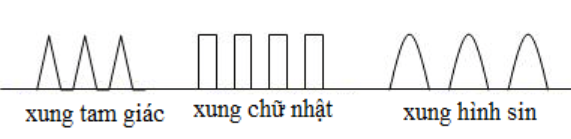 xung tam giác
xung chữ nhật
xung hình sin